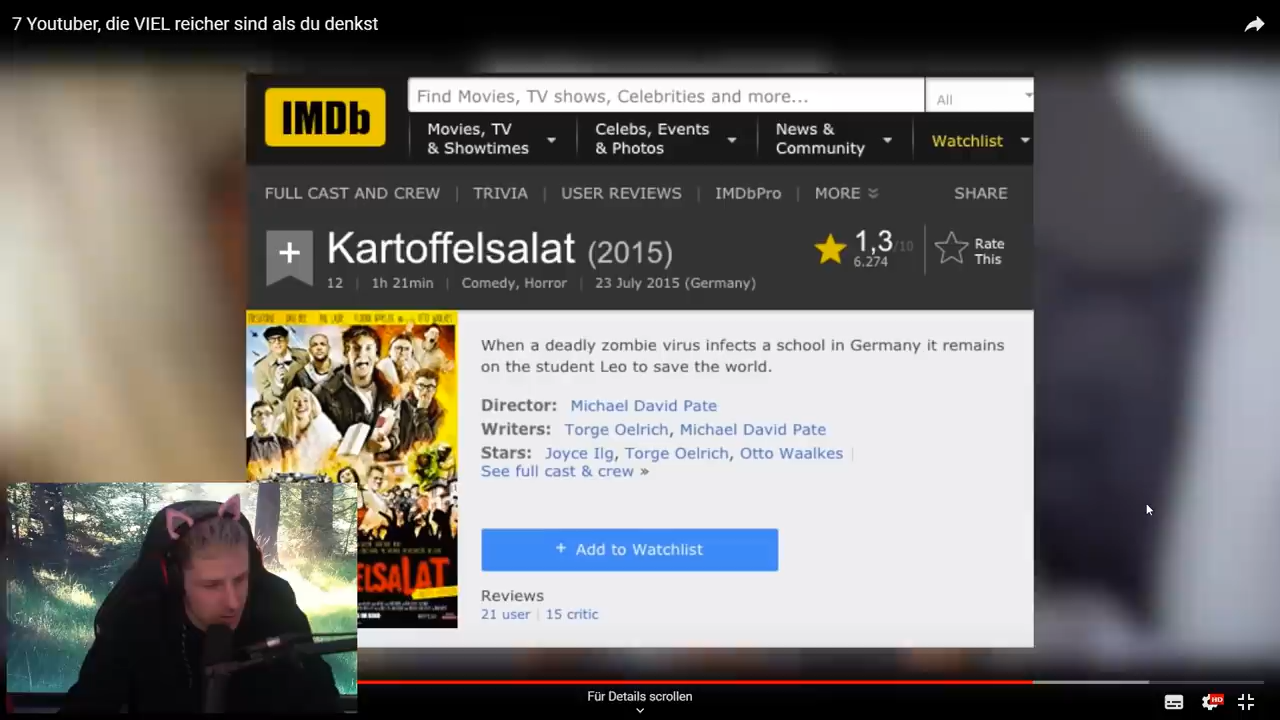 7 Youtuber, die VIEL reicher sind als du denkst
IMDb
Find Movies, TV shows, Celebrities and more...
All
Movies, TV
& Showtimes
Celebs, Events
& Photos
News &
Community
Watchlist
FULL CAST AND CREW | TRIVIA | USER REVIEWS | IMDbPro | MORE
SHARE
+
Kartoffelsalat (2015)
1,3/10
6.274
Rate
This
12 | 1h 21min | Comedy, Horror | 23 July 2015 (Germany)
When a deadly zombie virus infects a school in Germany it remains
on the student Leo to save the world.
Director: Michael David Pate
Writers: Torge Oelrich, Michael David Pate
Stars: Joyce Ilg, Torge Oelrich, Otto Waalkes |
See full cast & crew »
+ Add to Watchlist
Reviews
21 user | 15 critic
OTTO WAALKES
ELSALAT
Für Details scrollen
HD